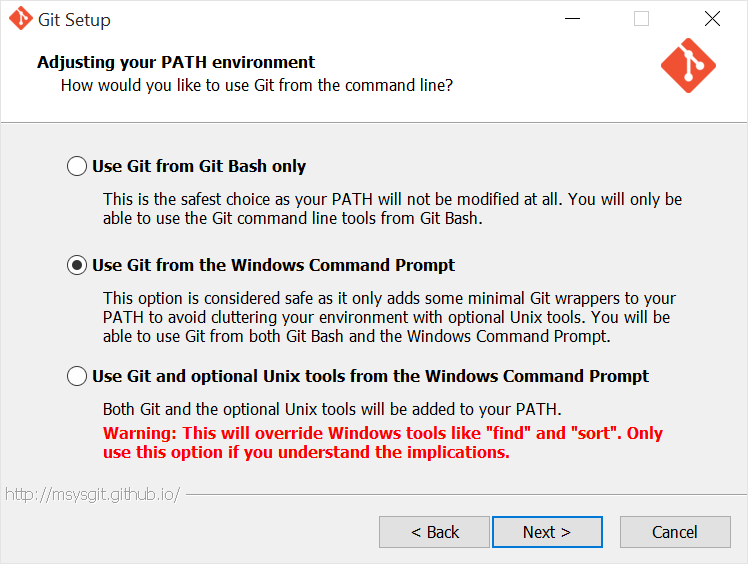 Git Setup
Adjusting your PATH environment
How would you like to use Git from the command line?
Use Git from Git Bash only
This is the safest choice as your PATH will not be modified at all. You will only be
able to use the Git command line tools from Git Bash.
Use Git from the Windows Command Prompt
This option is considered safe as it only adds some minimal Git wrappers to your
PATH to avoid cluttering your environment with optional Unix tools. You will be
able to use Git from both Git Bash and the Windows Command Prompt.
Use Git and optional Unix tools from the Windows Command Prompt
Both Git and the optional Unix tools will be added to your PATH.
Warning: This will override Windows tools like "find" and "sort". Only
use this option if you understand the implications.
http://msysgit.github.io/
< Back
Next >
Cancel